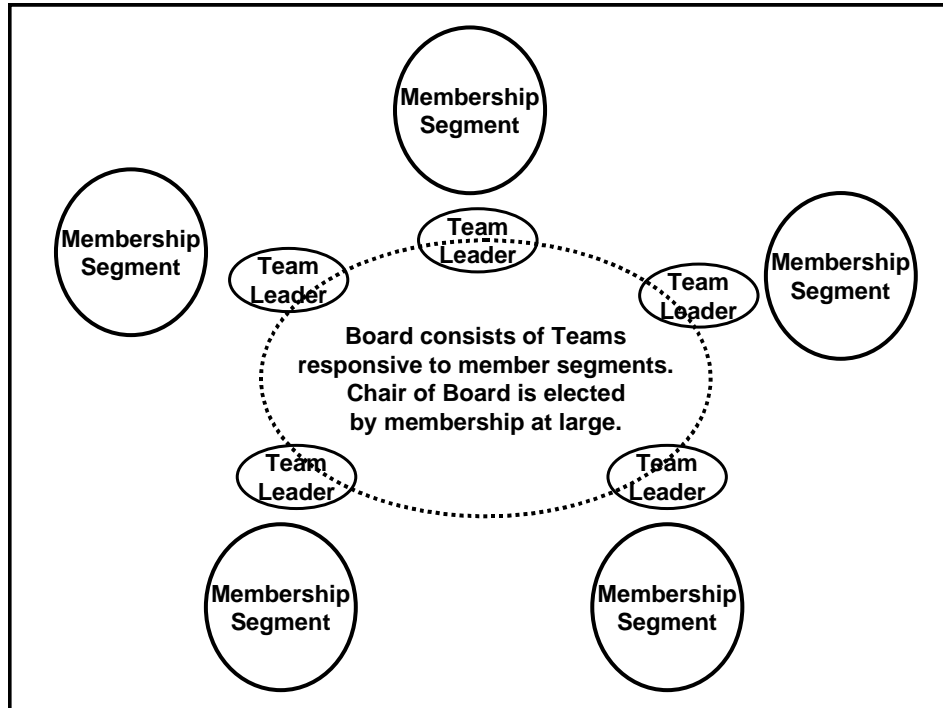 Membership
Segment
Membership
Segment
Team
Leader
Membership
Segment
Team
Leader
Team
Leader
Board consists of Teams
responsive to member segments.
Chair of Board is elected
by membership at large.
Team
Leader
Team
Leader
Membership
Segment
Membership
Segment